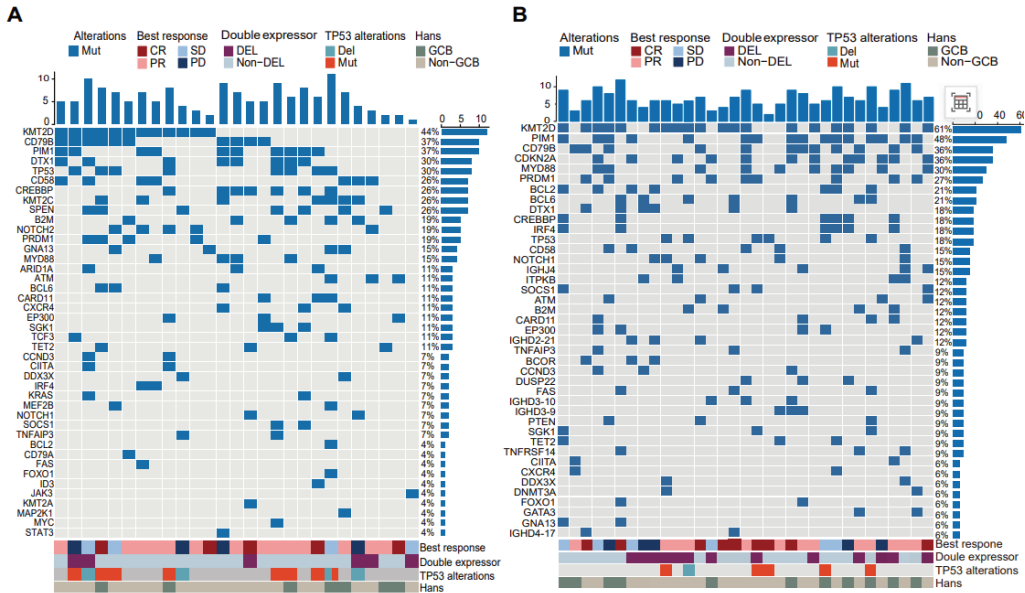 A
Alterations Best response Double expressor TP53 alterations Hans
Mut CR SD DEL Del GCB
PR PD Non-DEL Mut Non-GCB
10
5
0
0 5 10
KMT2D 44%
CD79B 37%
PIM1 37%
DTX1 30%
TP53 30%
CD58 26%
CREBBP 26%
KMT2C 26%
SPEN 26%
B2M 19%
NOTCH2 19%
PRDM1 19%
GNA13 15%
MYD88 15%
ARID1A 11%
ATM 11%
BCL6 11%
CARD11 11%
CXCR4 11%
EP300 11%
SGK1 11%
TCF3 11%
TET2 11%
CCND3 7%
CIITA 7%
DDX3X 7%
IRF4 7%
KRAS 7%
MEF2B 7%
NOTCH1 7%
SOCS1 7%
TNFAIP3 7%
BCL2 4%
CD79A 4%
FAS 4%
FOXO1 4%
ID3 4%
JAK3 4%
KMT2A 4%
MAP2K1 4%
MYC 4%
STAT3 4%
Best response
Double expressor
TP53 alterations
Hans
B
Alterations Best response Double expressor TP53 alterations Hans
Mut CR SD DEL Del GCB
PR PD Non-DEL Mut Non-GCB
10
5
0
0 20 40 60
KMT2D 61%
PIM1 48%
CD79B 36%
CDKN2A 36%
MYD88 30%
PRDM1 27%
BCL2 21%
BCL6 21%
DTX1 18%
CREBBP 18%
IRF4 18%
TP53 18%
CD58 15%
NOTCH1 15%
IGHJ4 15%
ITPKB 12%
SOCS1 12%
ATM 12%
B2M 12%
CARD11 12%
EP300 12%
IGHD2-21 12%
TNFAIP3 9%
BCOR 9%
CCND3 9%
DUSP22 9%
FAS 9%
IGHD3-10 9%
IGHD3-9 9%
PTEN 9%
SGK1 9%
TET2 9%
TNFRSF14 9%
CIITA 6%
CXCR4 6%
DDX3X 6%
DNMT3A 6%
FOXO1 6%
GATA3 6%
GNA13 6%
IGHD4-17 6%
Best response
Doule expressor
TP53 alterations
Hans